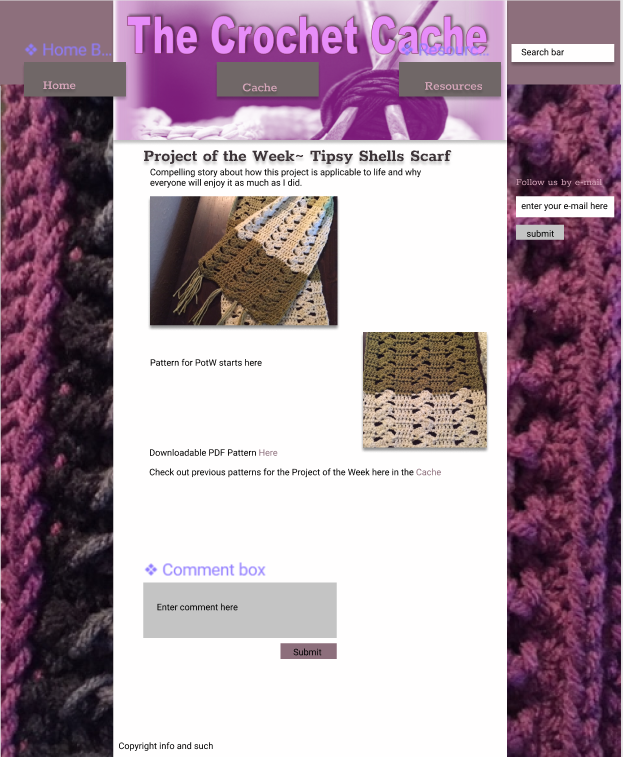 The Crochet Cache
❖ Home B...
❖ Resourc...
Search bar
Home
Cache
Resources
Project of the Week~ Tipsy Shells Scarf
Compelling story about how this project is applicable to life and why
everyone will enjoy it as much as I did.
Follow us by e-mail
enter your e-mail here
submit
Pattern for PotW starts here
Downloadable PDF Pattern Here
Check out previous patterns for the Project of the Week here in the Cache
❖ Comment box
Enter comment here
Submit
Copyright info and such